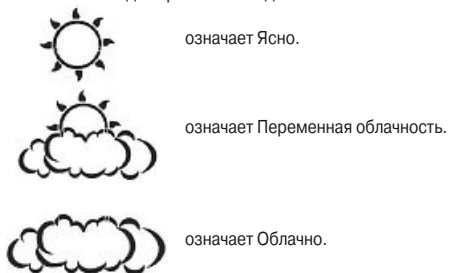 означает Ясно.
означает Переменная облачность.
означает Облачно.